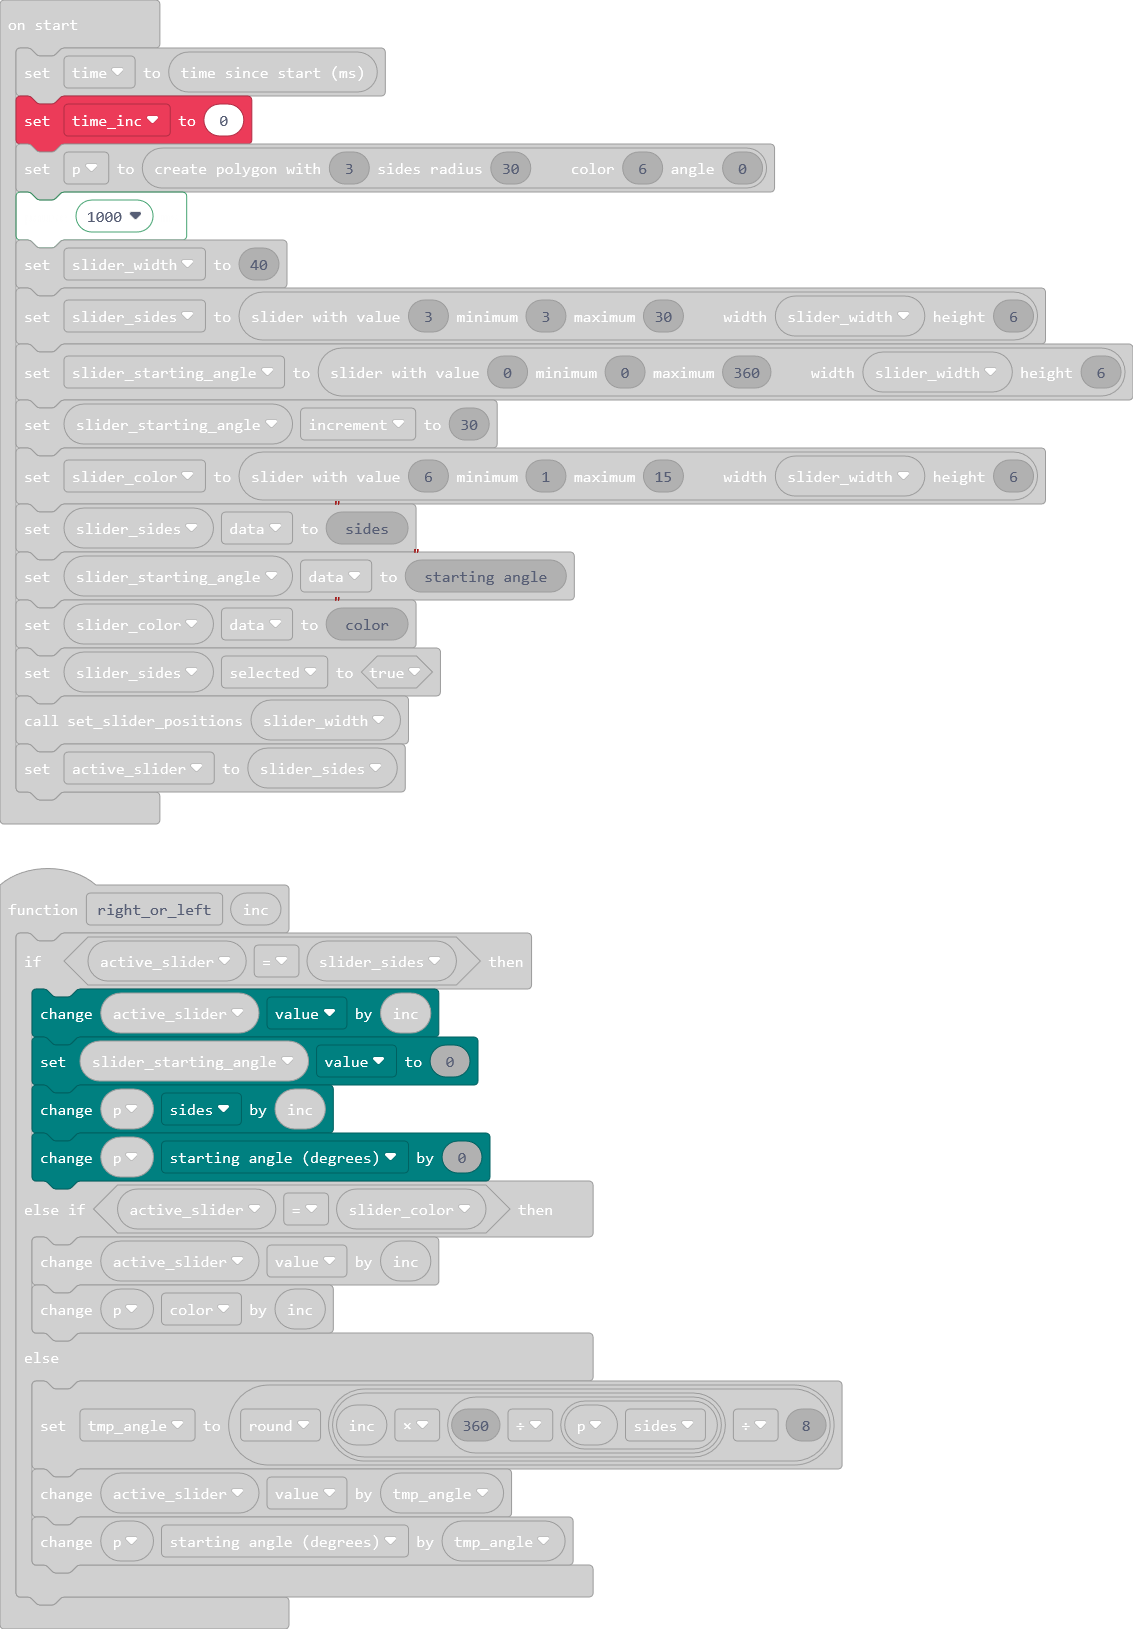 on start
set time to time since start (ms)
set time_inc to 0
set p to create polygon with 3 sides radius 30 color 6 angle 0
1000
set slider_width to 40
set slider_sides to slider with value 3 minimum 3 maximum 30 width slider_width height 6
set slider_starting_angle to slider with value 0 minimum 0 maximum 360 width slider_width height 6
set slider_starting_angle increment to 30
set slider_color to slider with value 6 minimum 1 maximum 15 width slider_width height 6
set slider_sides data to "sides
set slider_starting_angle data to "starting angle
set slider_color data to "color
set slider_sides selected to true
call set_slider_positions slider_width
set active_slider to slider_sides
function right_or_left inc
if active_slider = slider_sides then
change active_slider value by inc
set slider_starting_angle value to 0
change p sides by inc
change p starting angle (degrees) by 0
else if active_slider = slider_color then
change active_slider value by inc
change p color by inc
else
set tmp_angle to round inc × 360 ÷ p sides ÷ 8
change active_slider value by tmp_angle
change p starting angle (degrees) by tmp_angle